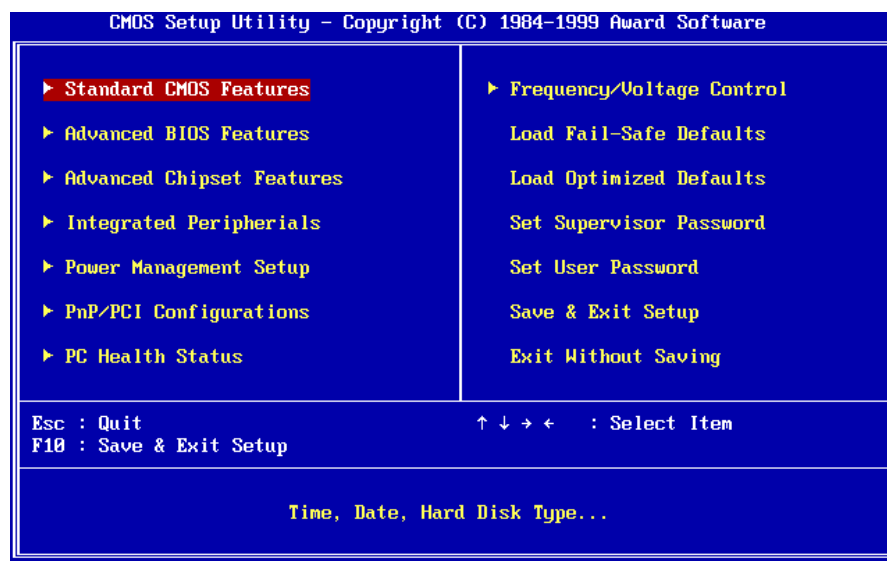 CMOS Setup Utility – Copyright (C) 1984–1999 Award Software
▶ Standard CMOS Features
▶ Advanced BIOS Features
▶ Advanced Chipset Features
▶ Integrated Peripherials
▶ Power Management Setup
▶ PnP/PCI Configurations
▶ PC Health Status
▶ Frequency/Voltage Control
Load Fail–Safe Defaults
Load Optimized Defaults
Set Supervisor Password
Set User Password
Save & Exit Setup
Exit Without Saving
Esc : Quit
F10 : Save & Exit Setup
↑ ↓ → ← : Select Item
Time, Date, Hard Disk Type...